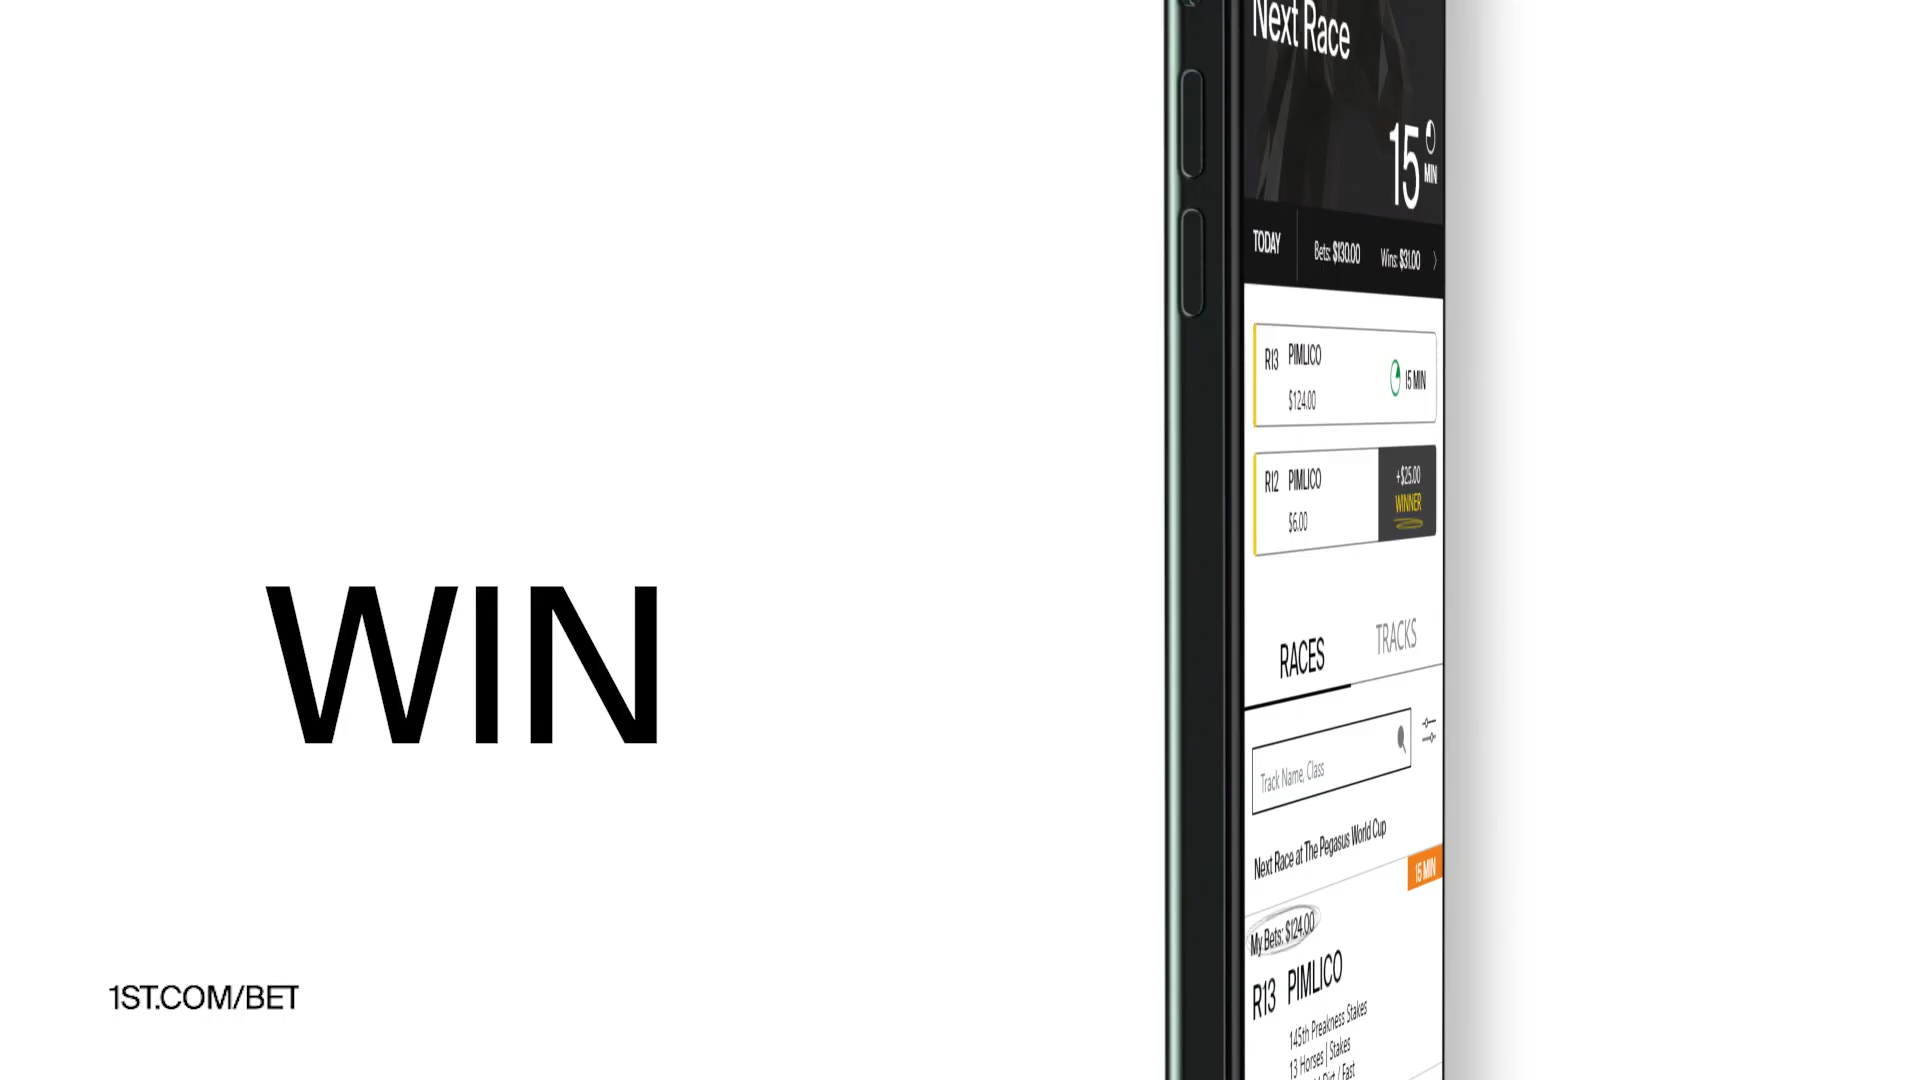 Next Race
15 MIN
TODAY Bets: $130.00 Wins: $31.00
R13 PIMLICO
$124.00
15 MIN
R12 PIMLICO
$6.00
+$25.00
WINNER
WIN
RACES TRACKS
Track Name, Class
Next Race at The Pegasus World Cup
15 MIN
My Bets: $124.00
R13 PIMLICO
145th Preakness Stakes
13 Horses | Stakes
Dirt / Fast
1ST.COM/BET